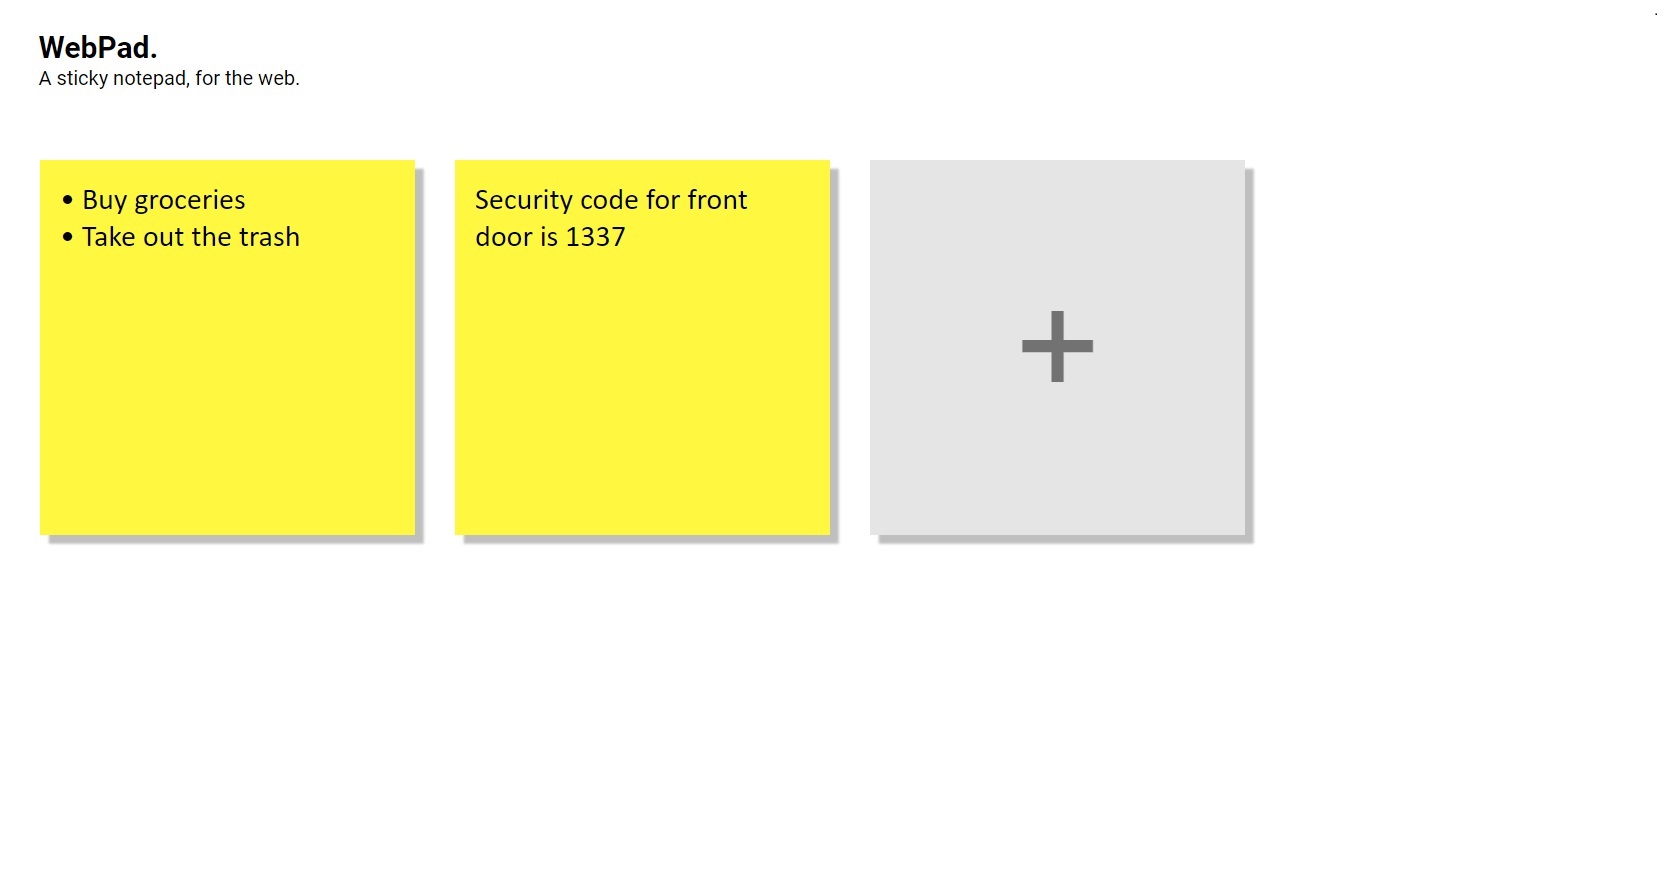 WebPad.
A sticky notepad, for the web.
• Buy groceries
• Take out the trash
Security code for front
door is 1337
+